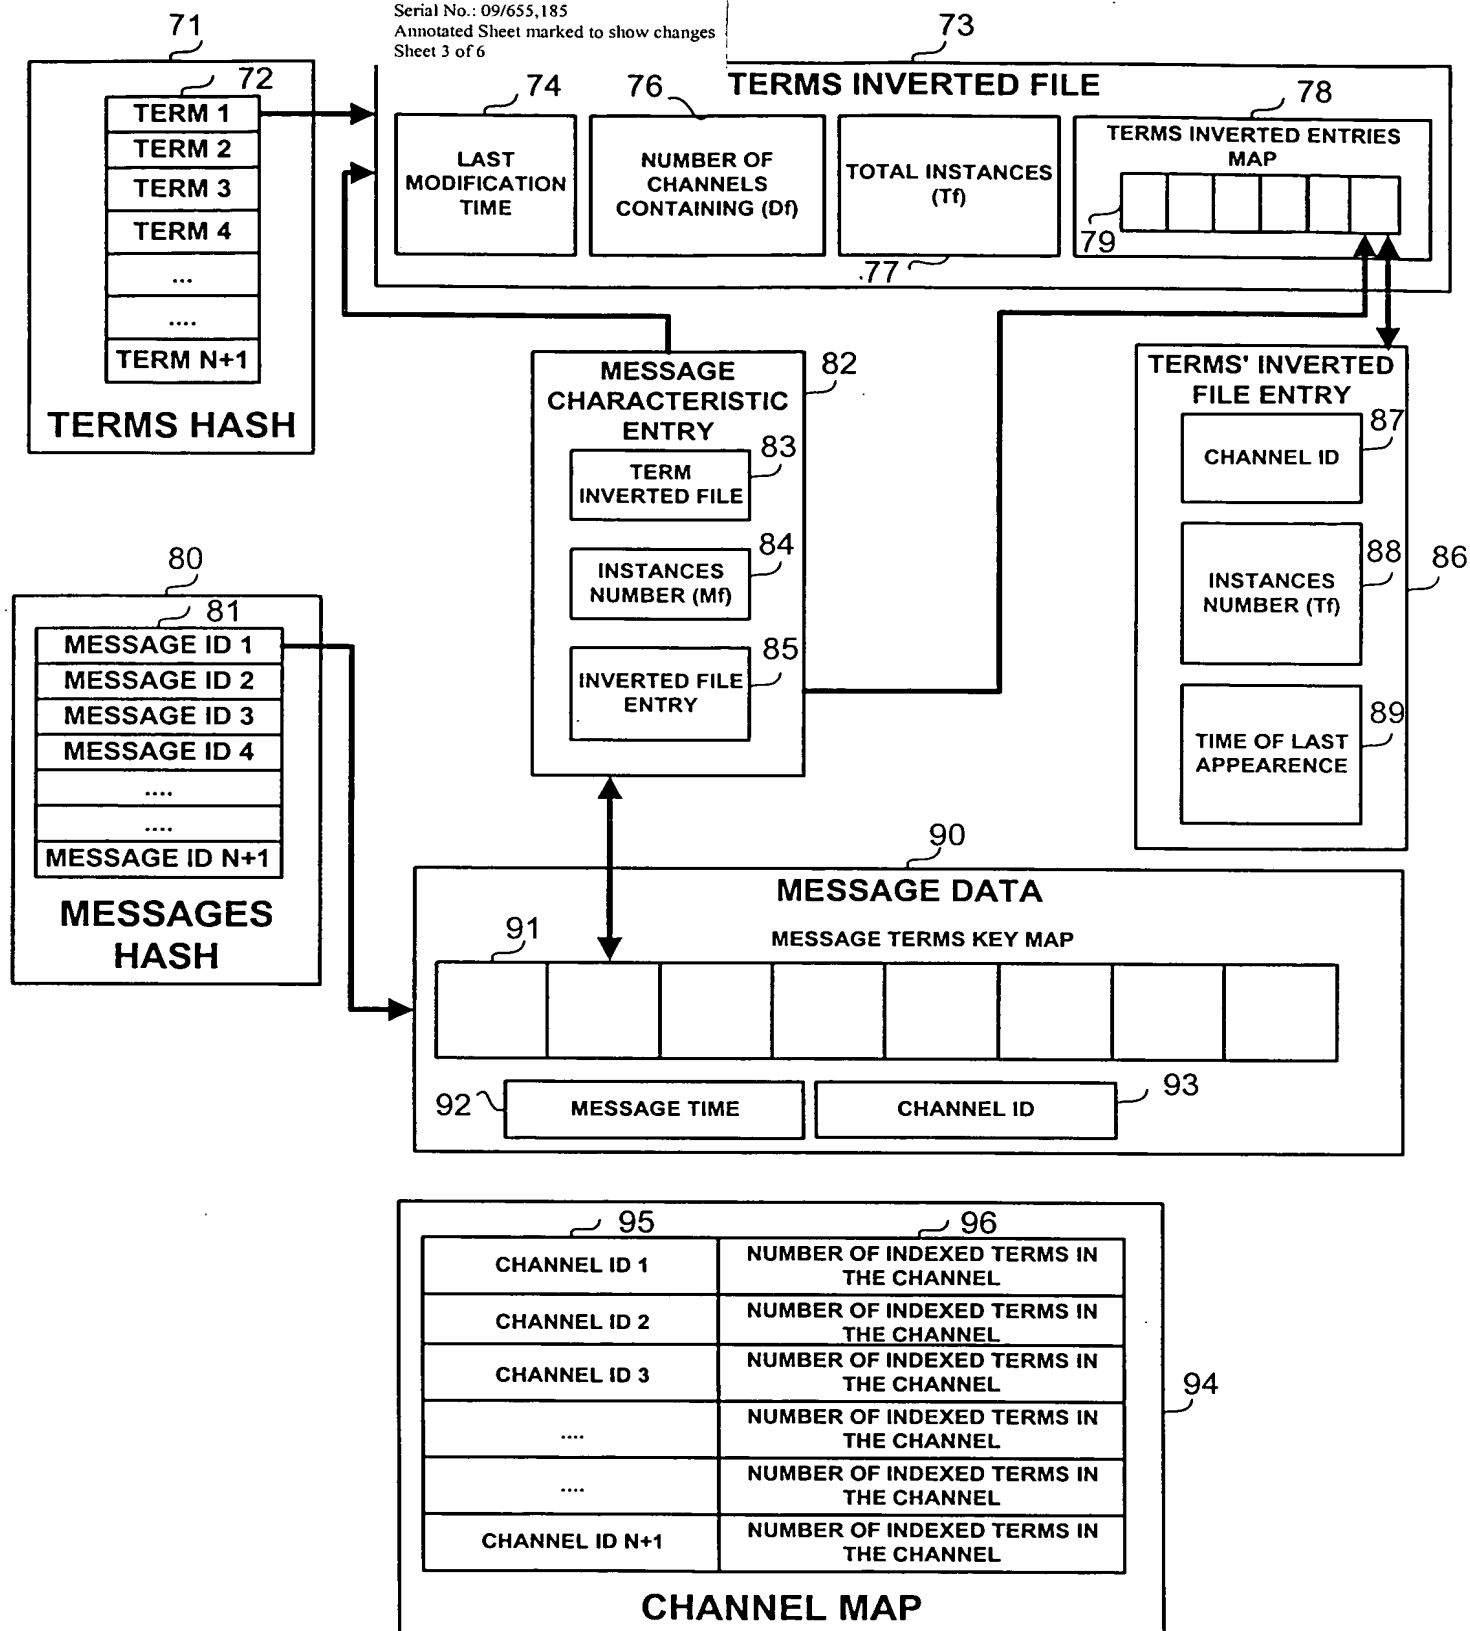 Serial No.: 09/655,185
Annotated Sheet marked to show changes
Sheet 3 of 6
71
72
TERM 1
TERM 2
TERM 3
TERM 4
...
....
TERM N+1
TERMS HASH
73
TERMS INVERTED FILE
74
LAST
MODIFICATION
TIME
76
NUMBER OF
CHANNELS
CONTAINING (Df)
TOTAL INSTANCES
(Tf)
77
78
TERMS INVERTED ENTRIES
MAP
79
82
MESSAGE
CHARACTERISTIC
ENTRY
83
TERM
INVERTED FILE
84
INSTANCES
NUMBER (Mf)
85
INVERTED FILE
ENTRY
86
TERMS' INVERTED
FILE ENTRY
87
CHANNEL ID
88
INSTANCES
NUMBER (Tf)
89
TIME OF LAST
APPEARENCE
80
81
MESSAGE ID 1
MESSAGE ID 2
MESSAGE ID 3
MESSAGE ID 4
....
....
MESSAGE ID N+1
MESSAGES
HASH
90
MESSAGE DATA
MESSAGE TERMS KEY MAP
91
92
MESSAGE TIME
CHANNEL ID
93
94
95
96
CHANNEL ID 1
NUMBER OF INDEXED TERMS IN
THE CHANNEL
CHANNEL ID 2
NUMBER OF INDEXED TERMS IN
THE CHANNEL
CHANNEL ID 3
NUMBER OF INDEXED TERMS IN
THE CHANNEL
....
NUMBER OF INDEXED TERMS IN
THE CHANNEL
....
NUMBER OF INDEXED TERMS IN
THE CHANNEL
CHANNEL ID N+1
NUMBER OF INDEXED TERMS IN
THE CHANNEL
CHANNEL MAP